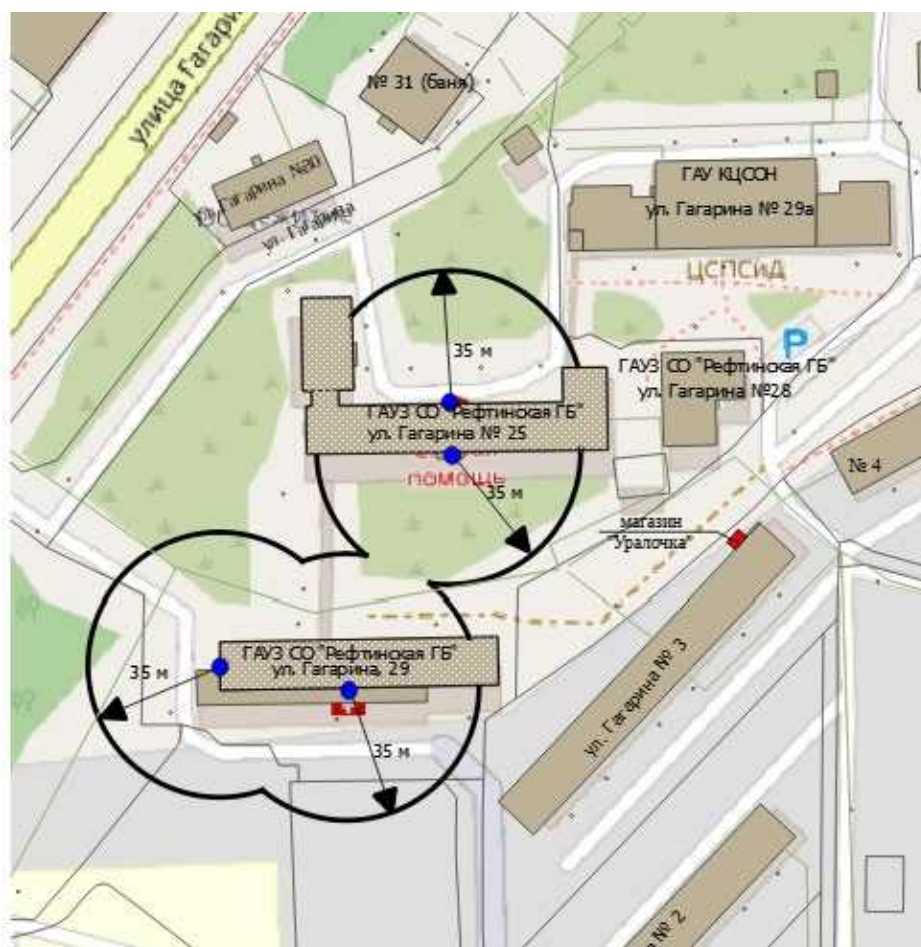 улица Гагари
№ 31 (баня)
Гагарина №30
ул. Гагарина
ГАУ КЦСОН
ул. Гагарина № 29а
ЦСПСиД
P
35 м
ГАУЗ СО "Рефтинская ГБ"
ул. Гагарина №28
ГАУЗ СО "Рефтинская ГБ"
ул. Гагарина № 25
помощь
35 м
№ 4
магазин
"Уралочка"
ГАУЗ СО "Рефтинская ГБ"
ул. Гагарина, 29
35 м
35 м
ул. Гагарина № 3
№ 2